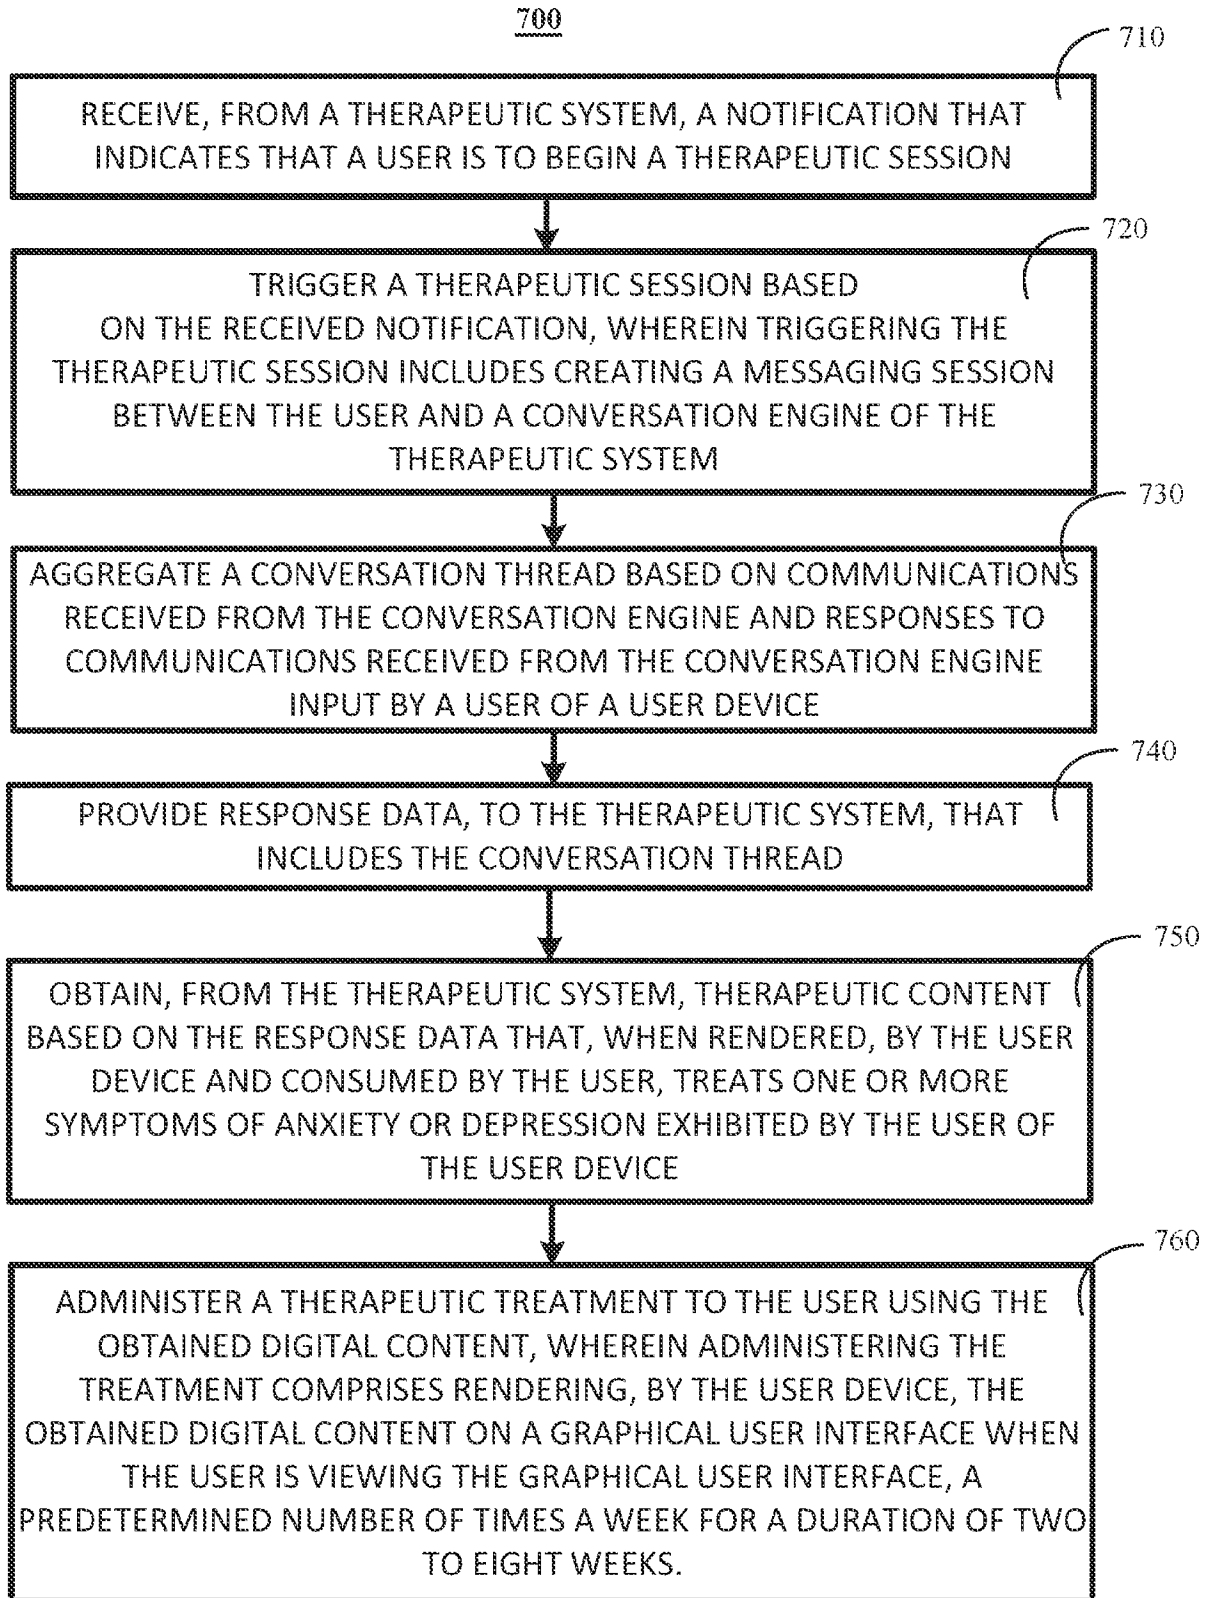 700
710
RECEIVE, FROM A THERAPEUTIC SYSTEM, A NOTIFICATION THAT
INDICATES THAT A USER IS TO BEGIN A THERAPEUTIC SESSION
720
TRIGGER A THERAPEUTIC SESSION BASED
ON THE RECEIVED NOTIFICATION, WHEREIN TRIGGERING THE
THERAPEUTIC SESSION INCLUDES CREATING A MESSAGING SESSION
BETWEEN THE USER AND A CONVERSATION ENGINE OF THE
THERAPEUTIC SYSTEM
730
AGGREGATE A CONVERSATION THREAD BASED ON COMMUNICATIONS
RECEIVED FROM THE CONVERSATION ENGINE AND RESPONSES TO
COMMUNICATIONS RECEIVED FROM THE CONVERSATION ENGINE
INPUT BY A USER OF A USER DEVICE
740
PROVIDE RESPONSE DATA, TO THE THERAPEUTIC SYSTEM, THAT
INCLUDES THE CONVERSATION THREAD
750
OBTAIN, FROM THE THERAPEUTIC SYSTEM, THERAPEUTIC CONTENT
BASED ON THE RESPONSE DATA THAT, WHEN RENDERED, BY THE USER
DEVICE AND CONSUMED BY THE USER, TREATS ONE OR MORE
SYMPTOMS OF ANXIETY OR DEPRESSION EXHIBITED BY THE USER OF
THE USER DEVICE
760
ADMINISTER A THERAPEUTIC TREATMENT TO THE USER USING THE
OBTAINED DIGITAL CONTENT, WHEREIN ADMINISTERING THE
TREATMENT COMPRISES RENDERING, BY THE USER DEVICE, THE
OBTAINED DIGITAL CONTENT ON A GRAPHICAL USER INTERFACE WHEN
THE USER IS VIEWING THE GRAPHICAL USER INTERFACE, A
PREDETERMINED NUMBER OF TIMES A WEEK FOR A DURATION OF TWO
TO EIGHT WEEKS.